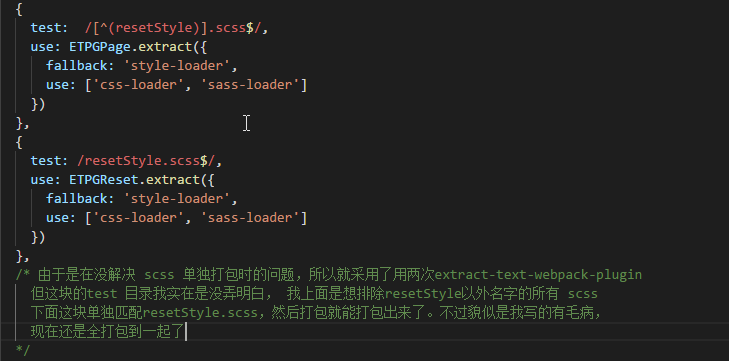 {
test: /[^(resetStyle)].scss$/,
use: ETPGPage.extract({
fallback: 'style-loader',
use: ['css-loader', 'sass-loader']
})
},
{
test: /resetStyle.scss$/,
use: ETPGReset.extract({
fallback: 'style-loader',
use: ['css-loader', 'sass-loader']
})
},
/* 由于是在没解决 scss 单独打包时的问题，所以就采用了用两次extract-text-webpack-plugin
但这块的test 目录我实在是没弄明白， 我上面是想排除resetStyle以外名字的所有 scss
下面这块单独匹配resetStyle.scss，然后打包就能打包出来了。不过貌似是我写的有毛病，
现在还是全打包到一起了
*/